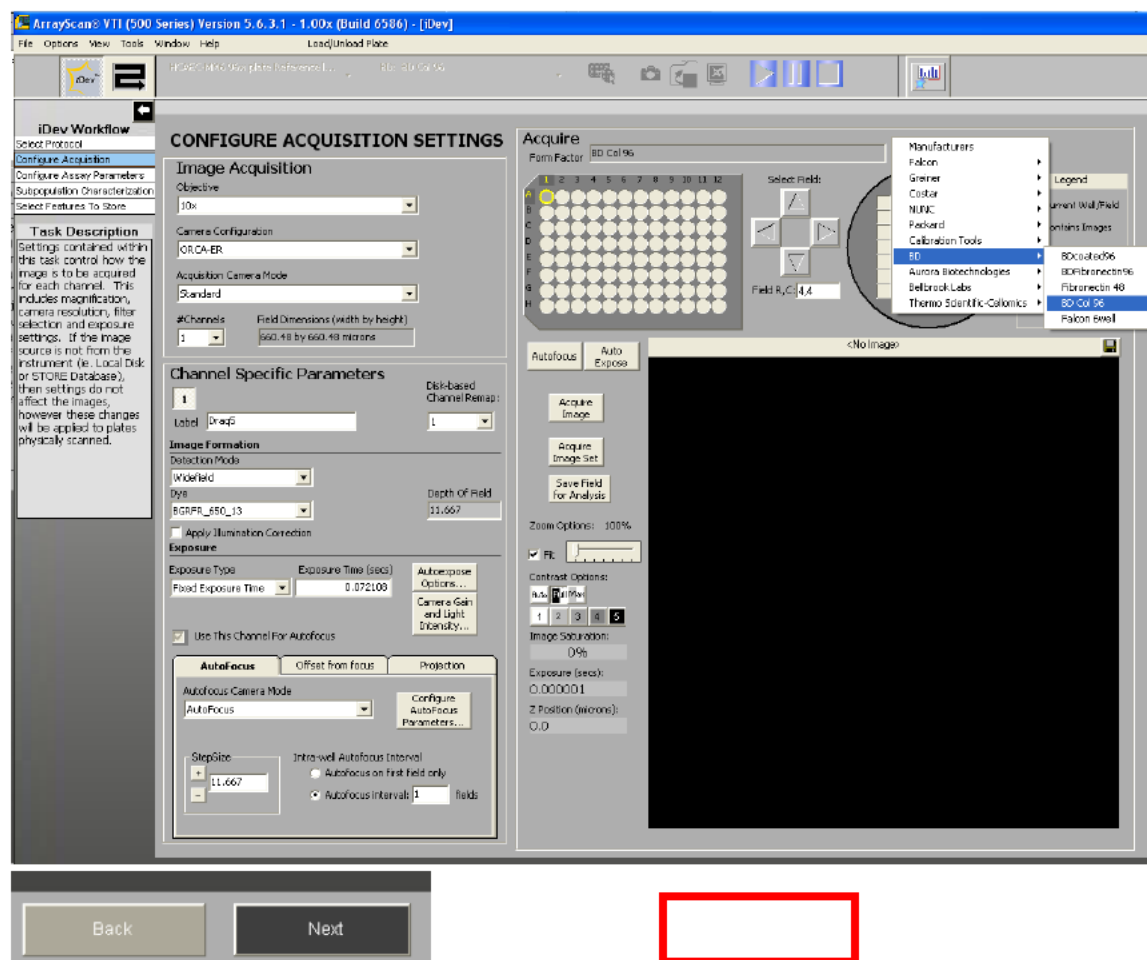 ArrayScan® VTI (500 Series) Version 5.6.3.1 - 1.00x (Build 6586) - [iDev]
File Options View Tools Window Help Load/Unload Plate
iDev™
iDev Workflow
Select Protocol
Configure Acquisition
Configure Assay Parameters
Subpopulation Characterization
Select Features To Store
Task Description
Settings contained within
this task control how the
image is to be acquired
for each channel. This
includes magnification,
camera resolution, filter
selection and exposure
settings. If the image
source is not from the
instrument (ie. Local Disk
or STORE Database),
then settings do not
affect the images,
however these changes
will be applied to plates
physically scanned.
CONFIGURE ACQUISITION SETTINGS
Image Acquisition
Objective
10x
Camera Configuration
ORCA-ER
Acquisition Camera Mode
Standard
#Channels Field Dimensions (width by height)
1 660.48 by 660.48 microns
Channel Specific Parameters
1
Disk-based
Channel Remap:
Label Draq5 1
Image Formation
Detection Mode
Widefield
Dye Depth Of Field
BGRFR_650_13 11.667
Apply Illumination Correction
Exposure
Exposure Type Exposure Time (secs)
Fixed Exposure Time 0.072108
Autoexpose
Options...
Camera Gain
and Light
Intensity...
Use This Channel For Autofocus
AutoFocus Offset from focus Projection
Autofocus Camera Mode
AutoFocus
Configure
AutoFocus
Parameters...
StepSize
+
11.667
−
Intra-well Autofocus Interval
Autofocus on first field only
Autofocus interval: 1 fields
Acquire
Form Factor BD Col 96
1 2 3 4 5 6 7 8 9 10 11 12
A
B
C
D
E
F
G
H
Select Field:
Field R,C: 4,4
Manufacturers
Falcon
Greiner
Costar
NUNC
Packard
Calibration Tools
BD
Aurora Biotechnologies
Bellbrook Labs
Thermo Scientific-Cellomics
Legend
urrent Well/Field
ontains Images
BDcoated96
BDFibronectin96
Fibronectin 48
BD Col 96
Falcon 6well
Autofocus
Auto
Expose
<No Image>
Acquire
Image
Acquire
Image Set
Save Field
for Analysis
Zoom Options: 100%
Fit
Contrast Options:
Auto Full Man
1 2 3 4 5
Image Saturation:
0%
Exposure (secs):
0.000001
Z Position (microns):
0.0
Back Next